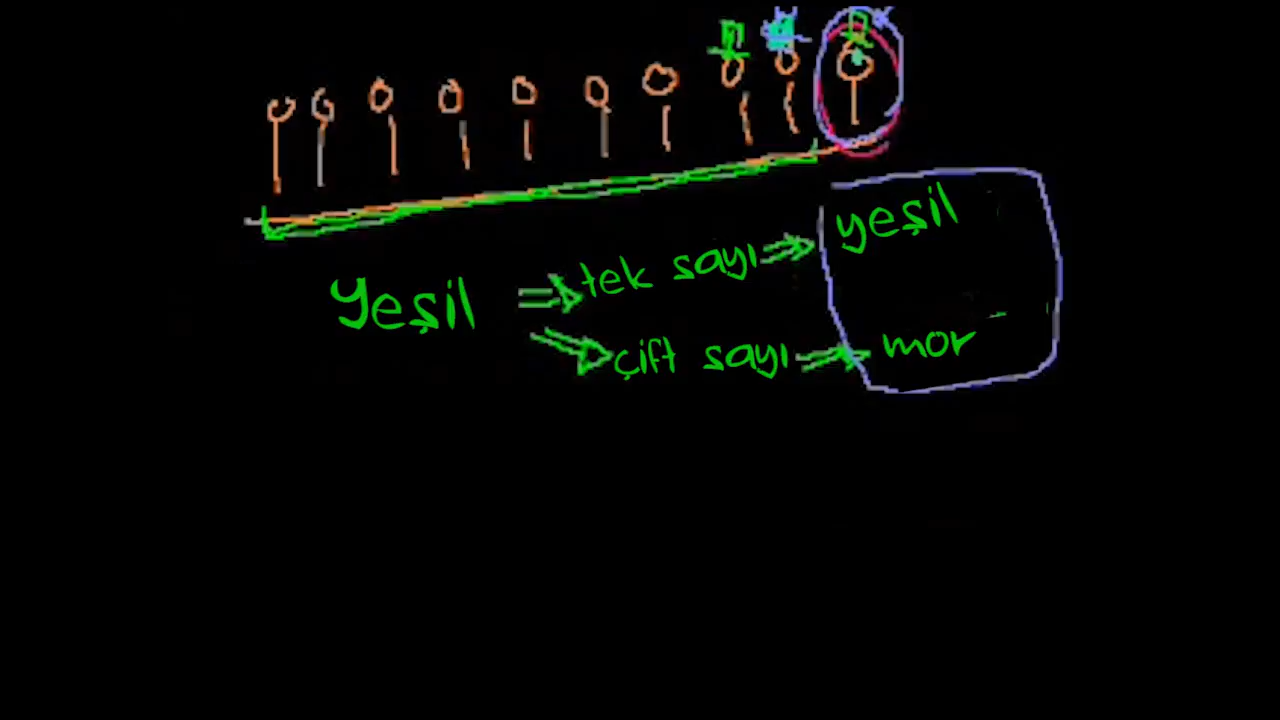 yeşil
Yeşil ⇒ tek sayı ⇒
⇒ çift sayı ⇒ mor